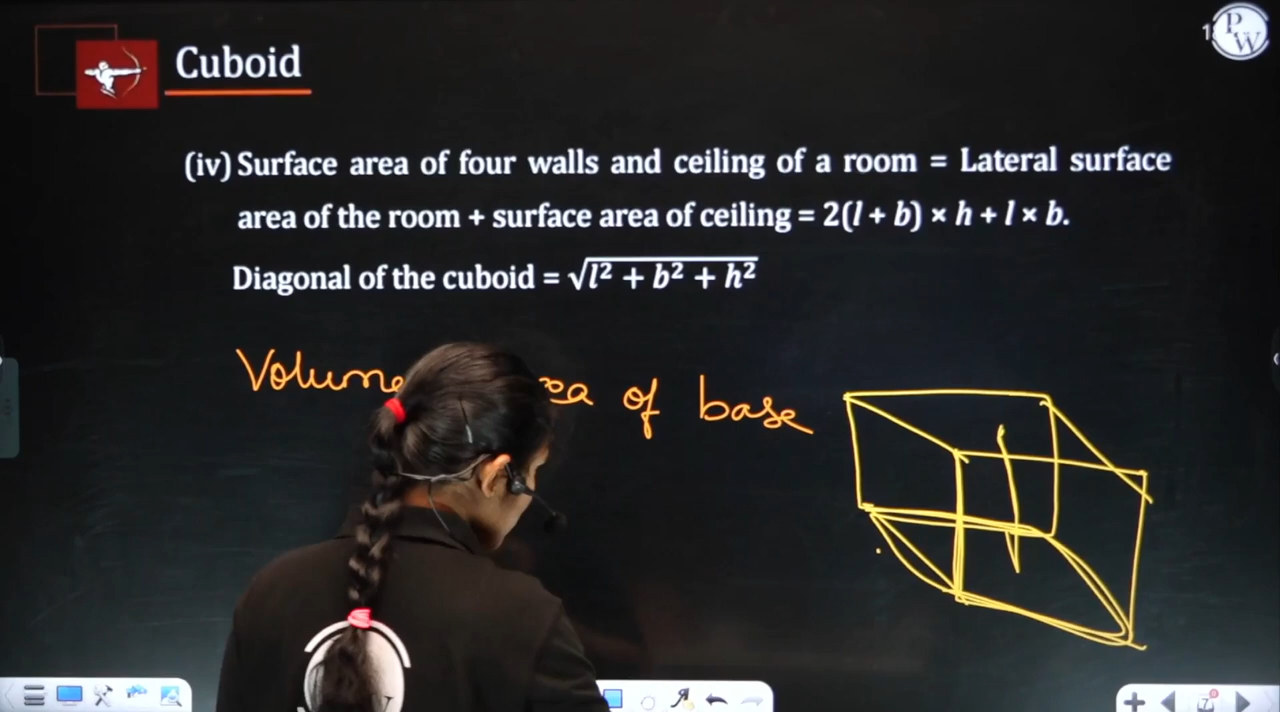 Cuboid
PW
(iv) Surface area of four walls and ceiling of a room = Lateral surface
area of the room + surface area of ceiling = 2(l + b) × h + l × b.
Diagonal of the cuboid = √l² + b² + h²
Volume of base